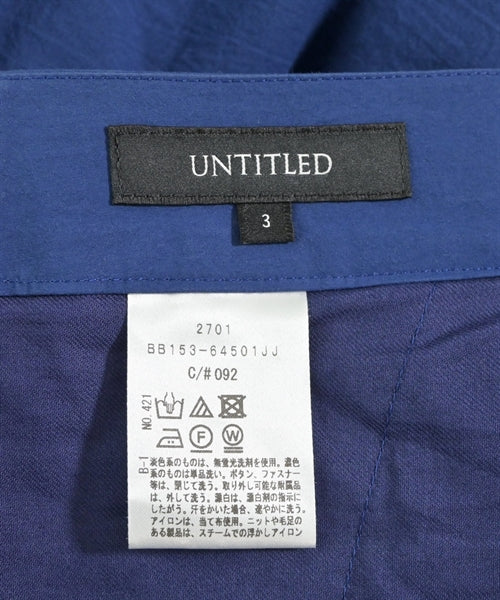 UNTITLED
3
2701
BB153-64501JJ
C/#092
NO.421
F W
B-1
淡色系のものは、無蛍光洗剤を使用。濃色
系のものは単品洗い。ボタン、ファスナー
等は、閉じて洗う。取り外し可能な附属品
は、外して洗う。漂白は、漂白剤の指示に
したがう。汗をかいた場合、速やかに洗う。
アイロンは、当て布使用。ニットや毛足の
ある製品は、スチームでの浮かしアイロン